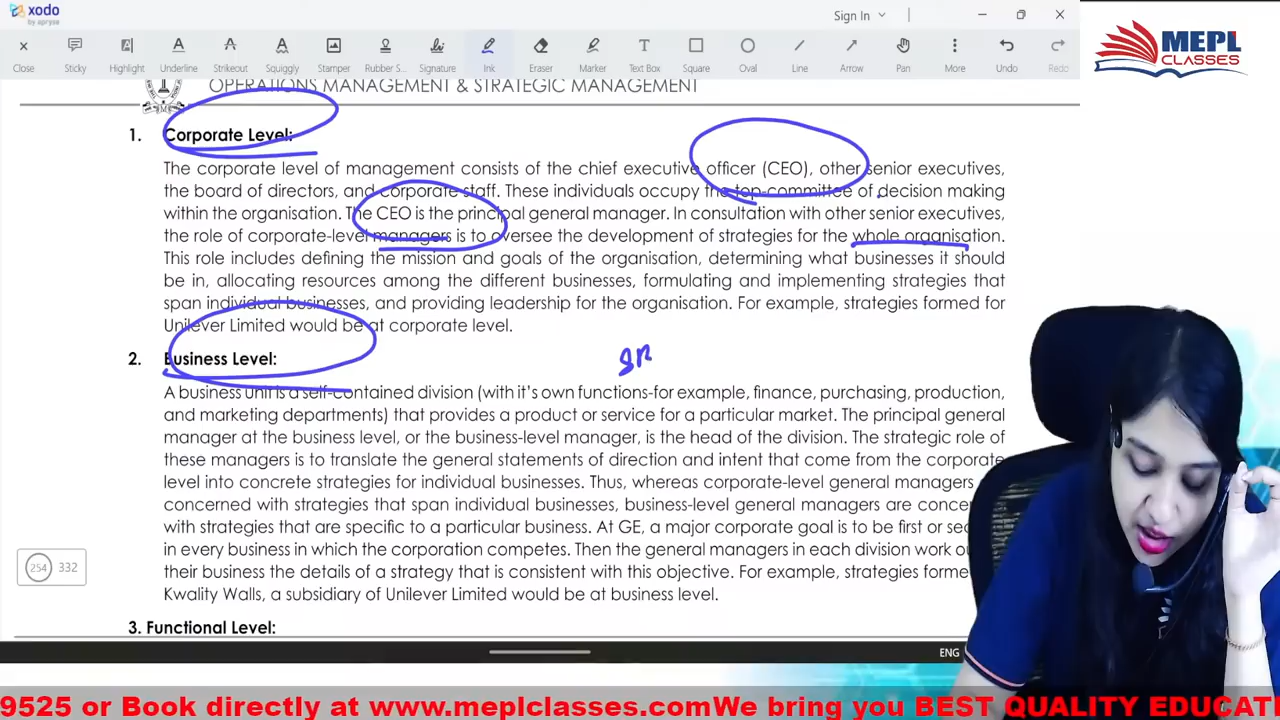 xodo
by apryse
Sign In
MEPL
CLASSES
Close Sticky Highlight Underline Strikeout Squiggly Stamper Rubber S Signature Ink Eraser Marker Text Box Square Oval Line Arrow Pan More Undo Redo
OPERATIONS MANAGEMENT & STRATEGIC MANAGEMENT
1. Corporate Level:
The corporate level of management consists of the chief executive officer (CEO), other senior executives,
the board of directors, and corporate staff. These individuals occupy the top-committee of decision making
within the organisation. The CEO is the principal general manager. In consultation with other senior executives,
the role of corporate-level managers is to oversee the development of strategies for the whole organisation.
This role includes defining the mission and goals of the organisation, determining what businesses it should
be in, allocating resources among the different businesses, formulating and implementing strategies that
span individual businesses, and providing leadership for the organisation. For example, strategies formed for
Unilever Limited would be at corporate level.
2. Business Level:
A business unit is a self-contained division (with it's own functions-for example, finance, purchasing, production,
and marketing departments) that provides a product or service for a particular market. The principal general
manager at the business level, or the business-level manager, is the head of the division. The strategic role of
these managers is to translate the general statements of direction and intent that come from the corporate
level into concrete strategies for individual businesses. Thus, whereas corporate-level general managers
concerned with strategies that span individual businesses, business-level general managers are conce
with strategies that are specific to a particular business. At GE, a major corporate goal is to be first or se
in every business in which the corporation competes. Then the general managers in each division work o
their business the details of a strategy that is consistent with this objective. For example, strategies forme
Kwality Walls, a subsidiary of Unilever Limited would be at business level.
254 332
3. Functional Level:
ENG
9525 or Book directly at www.meplclasses.comWe bring you BEST QUALITY EDUCAT